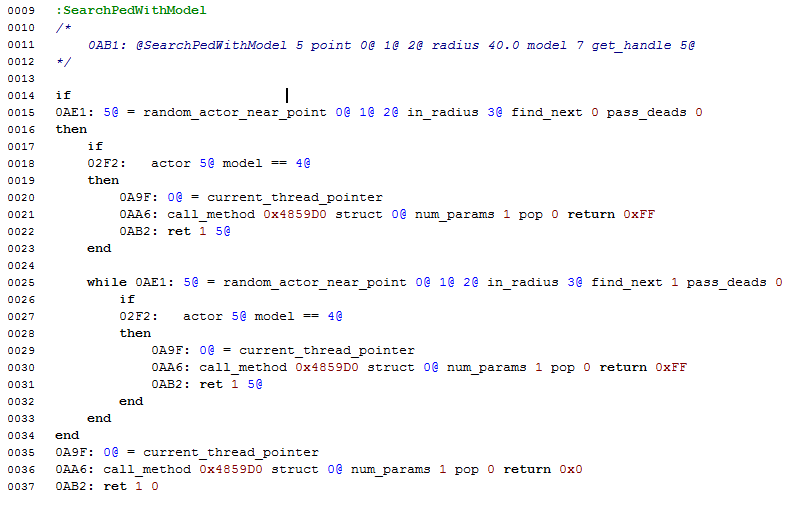 0009 :SearchPedWithModel
0010 /*
0011     0AB1: @SearchPedWithModel 5 point 0@ 1@ 2@ radius 40.0 model 7 get_handle 5@
0012 */
0013
0014 if
0015 0AE1: 5@ = random_actor_near_point 0@ 1@ 2@ in_radius 3@ find_next 0 pass_deads 0
0016 then
0017     if
0018     02F2:   actor 5@ model == 4@
0019     then
0020         0A9F: 0@ = current_thread_pointer
0021         0AA6: call_method 0x4859D0 struct 0@ num_params 1 pop 0 return 0xFF
0022         0AB2: ret 1 5@
0023     end
0024
0025     while 0AE1: 5@ = random_actor_near_point 0@ 1@ 2@ in_radius 3@ find_next 1 pass_deads 0
0026         if
0027         02F2:   actor 5@ model == 4@
0028         then
0029             0A9F: 0@ = current_thread_pointer
0030             0AA6: call_method 0x4859D0 struct 0@ num_params 1 pop 0 return 0xFF
0031             0AB2: ret 1 5@
0032         end
0033     end
0034 end
0035 0A9F: 0@ = current_thread_pointer
0036 0AA6: call_method 0x4859D0 struct 0@ num_params 1 pop 0 return 0x0
0037 0AB2: ret 1 0